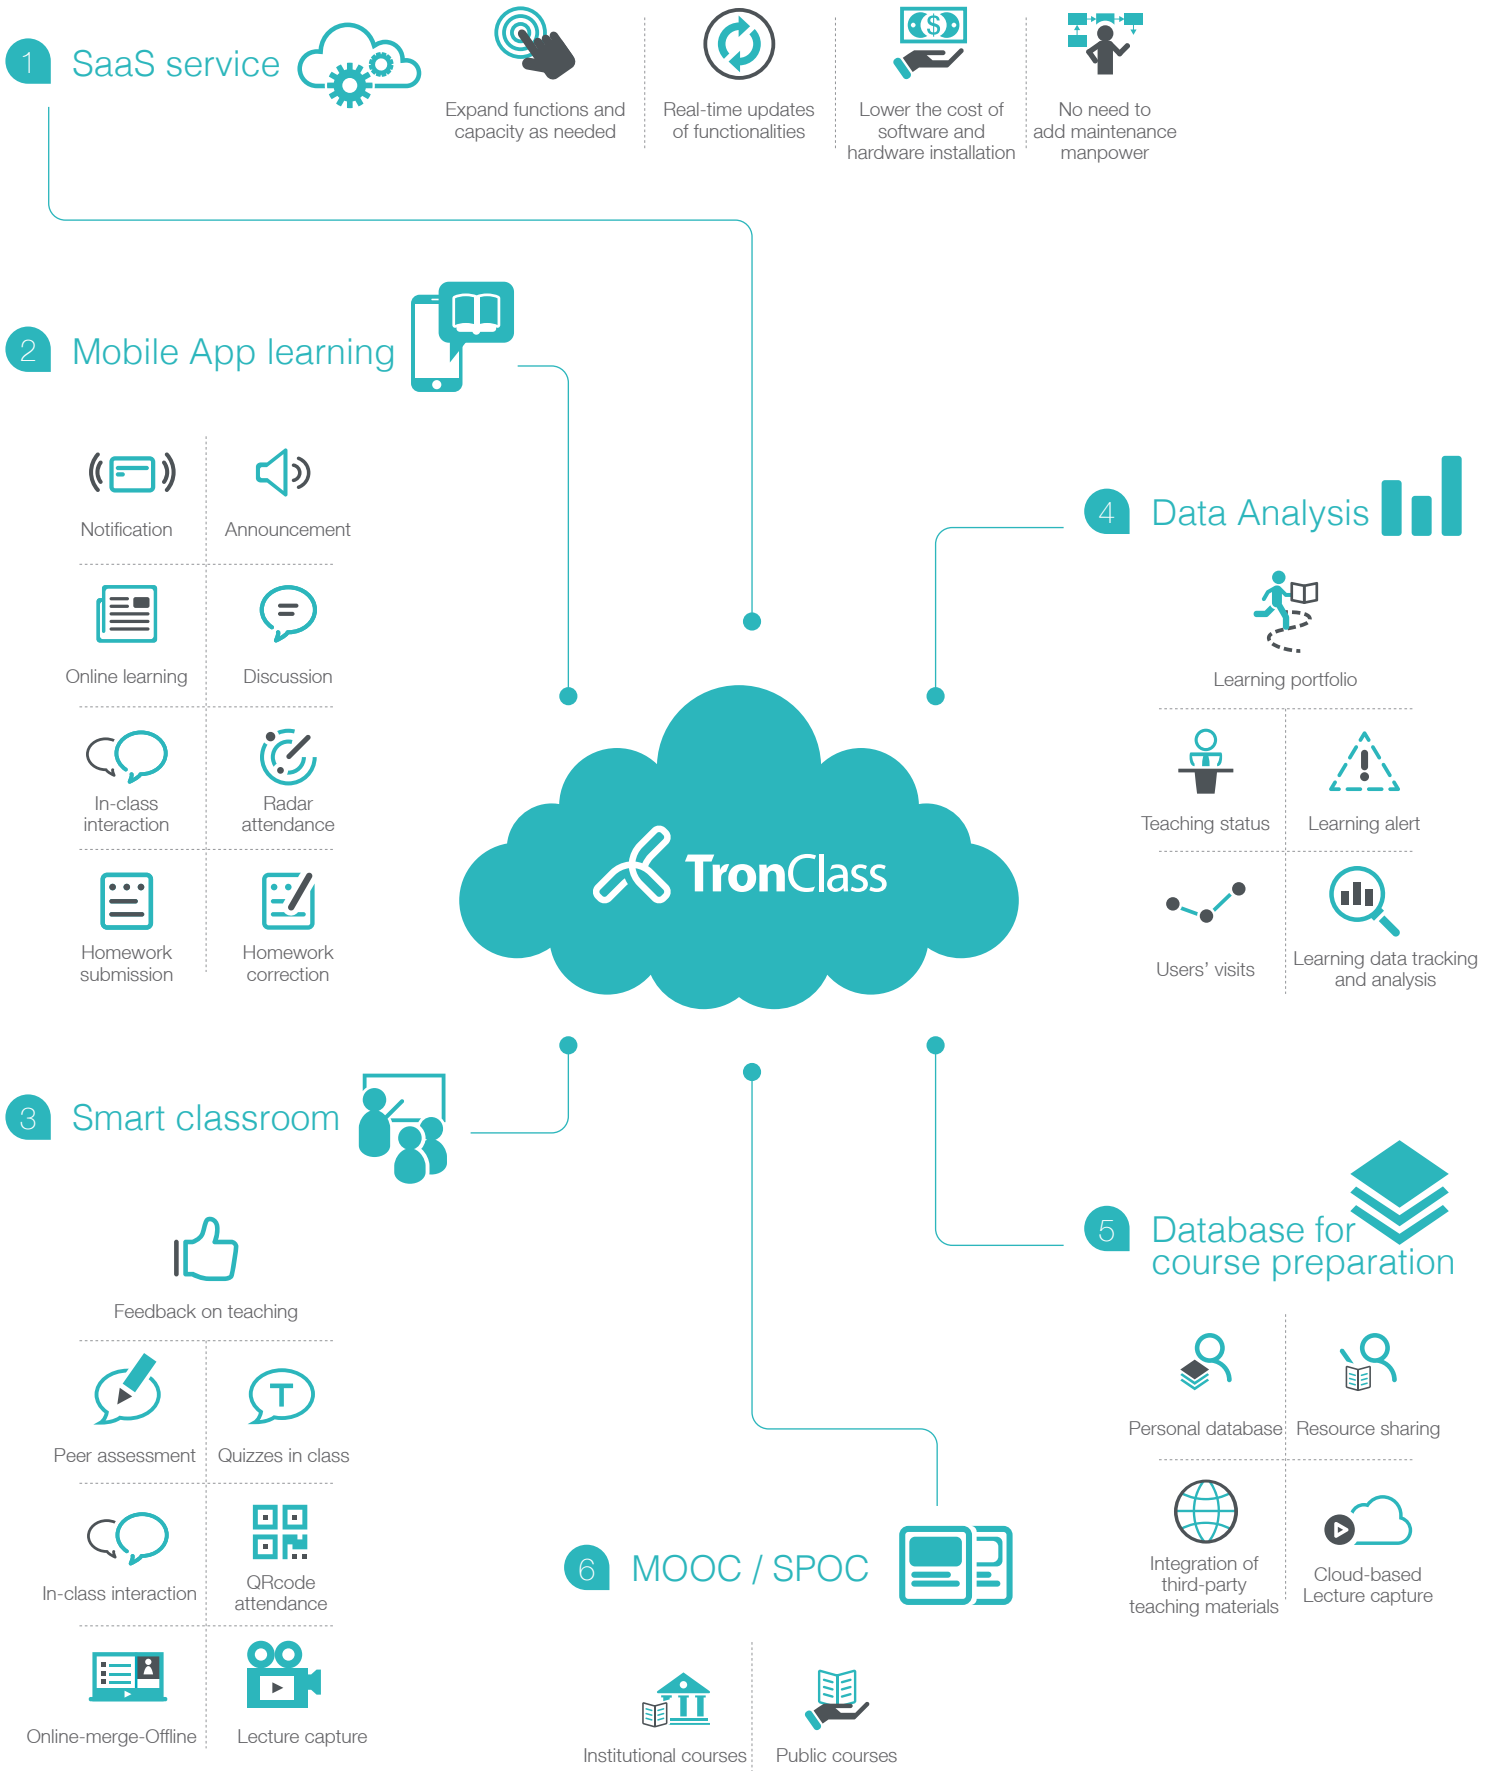 1
SaaS service
Expand functions and
capacity as needed
Real-time updates
of functionalities
Lower the cost of
software and
hardware installation
No need to
add maintenance
manpower
2
Mobile App learning
Notification
Announcement
Online learning
Discussion
In-class
interaction
Radar
attendance
Homework
submission
Homework
correction
TronClass
3
Smart classroom
Feedback on teaching
Peer assessment
Quizzes in class
T
In-class interaction
QRcode
attendance
Online-merge-Offline
Lecture capture
4
Data Analysis
Learning portfolio
Teaching status
Learning alert
Users’ visits
Learning data tracking
and analysis
5
Database for
course preparation
Personal database
Resource sharing
Integration of
third-party
teaching materials
Cloud-based
Lecture capture
6
MOOC / SPOC
Institutional courses
Public courses